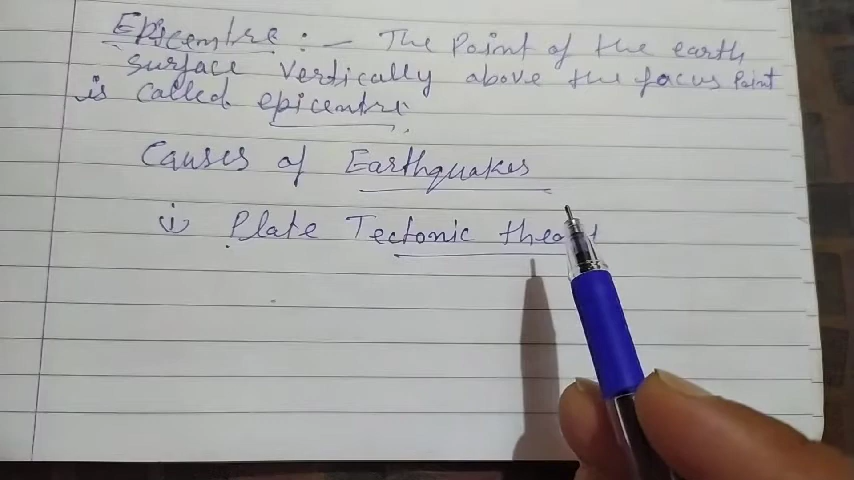 Epicentre :- The Point of the earth
surface vertically above the focus Point
is called epicentre.
Causes of Earthquakes
(i) Plate Tectonic